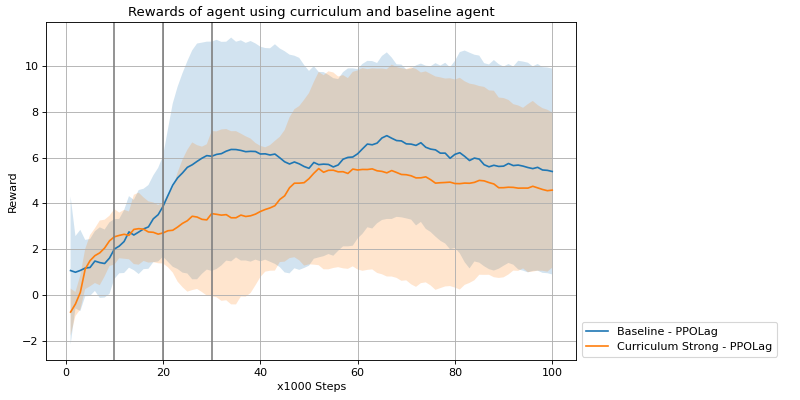 Rewards of agent using curriculum and baseline agent
Reward
10
8
6
4
2
0
−2
0 20 40 60 80 100
x1000 Steps
Baseline - PPOLag
Curriculum Strong - PPOLag